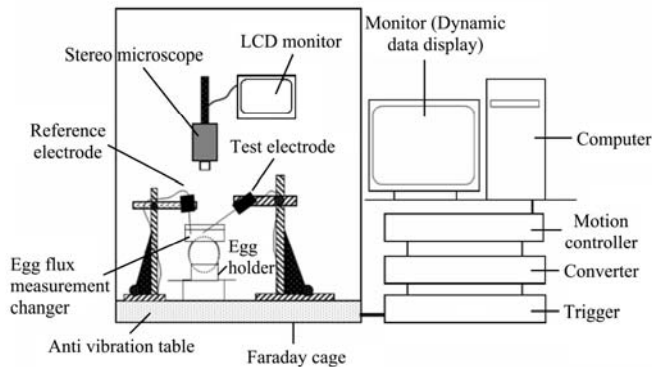 Monitor (Dynamic
data display)
LCD monitor
Stereo microscope
Reference
electrode
Test electrode
Computer
Motion
controller
Egg
holder
Egg flux
measurement
changer
Converter
Trigger
Anti vibration table
Faraday cage